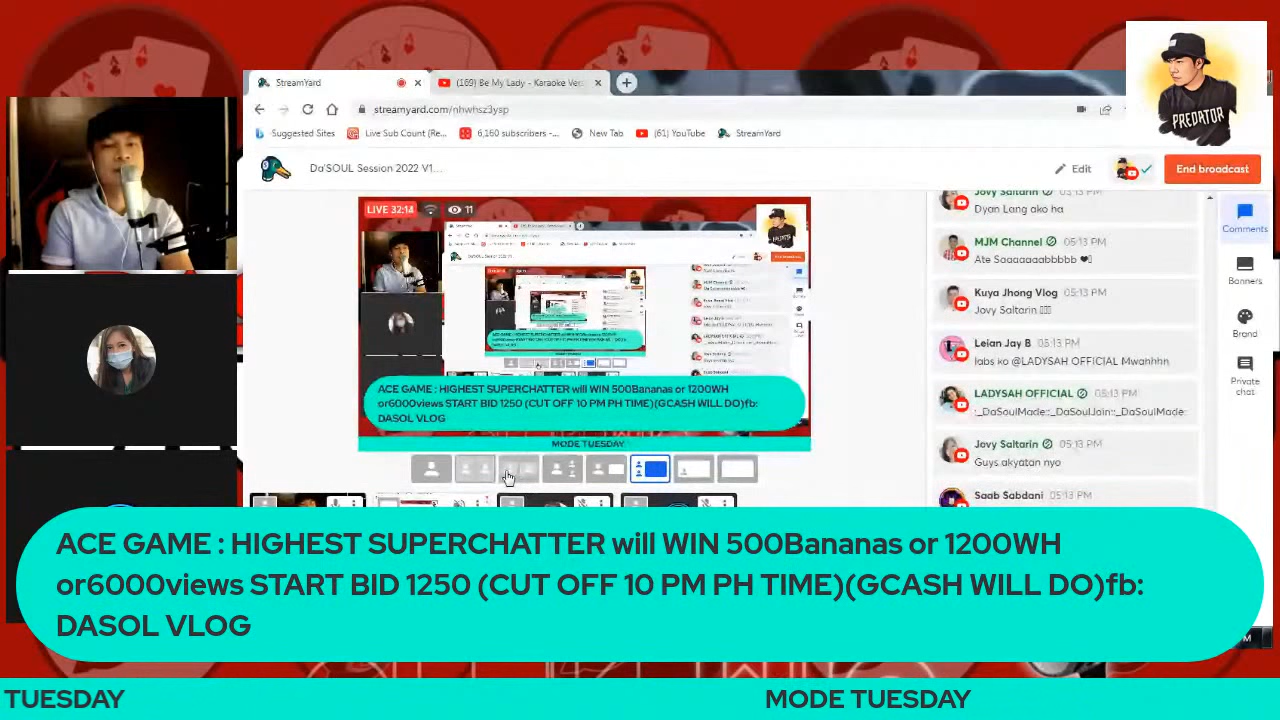 StreamYard
(169) Be My Lady - Karaoke Ver
streamyard.com/nhwhsz3ysp
Suggested Sites
Live Sub Count (Re...
6,160 subscribers -...
New Tab
(61) YouTube
StreamYard
PREDATOR
Da'SOUL Session 2022 V1...
Edit
End broadcast
LIVE 32:14
11
Jovy Saltarin
05:13 PM
Dyan Lang ako ha
MJM Channel 05:13 PM
Ate Saaaaaabbbbb
Kuya Jhong Vlog 05:13 PM
Jovy Saltarin
Leian Jay B 05:13 PM
labs yo @LADYSAH OFFICIAL Mwanhhn
LADYSAH OFFICIAL 05:13 PM
:_DaSoulMade::_DaSoulJoin::_DaSoulMade:
Jovy Saltarin 05:13 PM
Guys akyatan nyo
Saab Sabdani 05:13 PM
Comments
Banners
Brand
Private
chat
ACE GAME : HIGHEST SUPERCHATTER will WIN 500Bananas or 1200WH
or6000views START BID 1250 (CUT OFF 10 PM PH TIME)(GCASH WILL DO)fb:
DASOL VLOG
MODE TUESDAY
ACE GAME : HIGHEST SUPERCHATTER will WIN 500Bananas or 1200WH
or6000views START BID 1250 (CUT OFF 10 PM PH TIME)(GCASH WILL DO)fb:
DASOL VLOG
TUESDAY
MODE TUESDAY